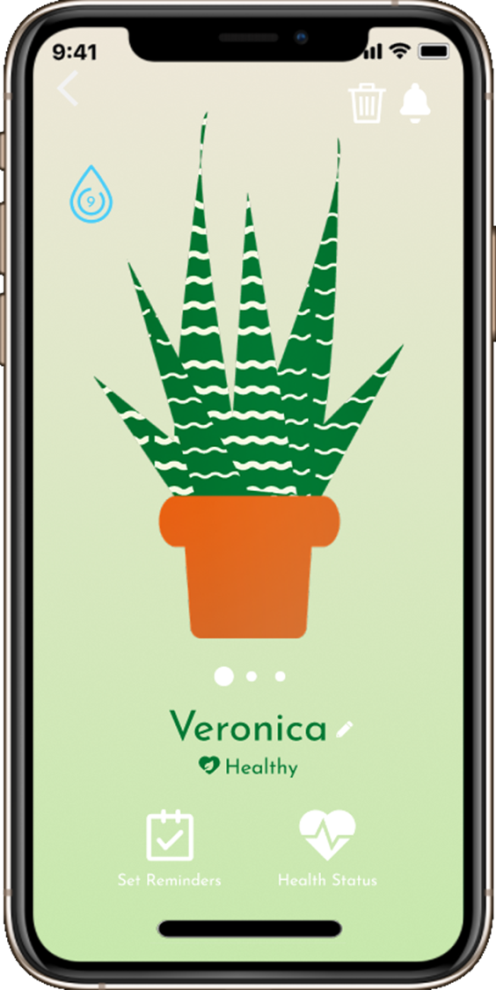 9:41
9
Veronica
Healthy
Set Reminders
Health Status